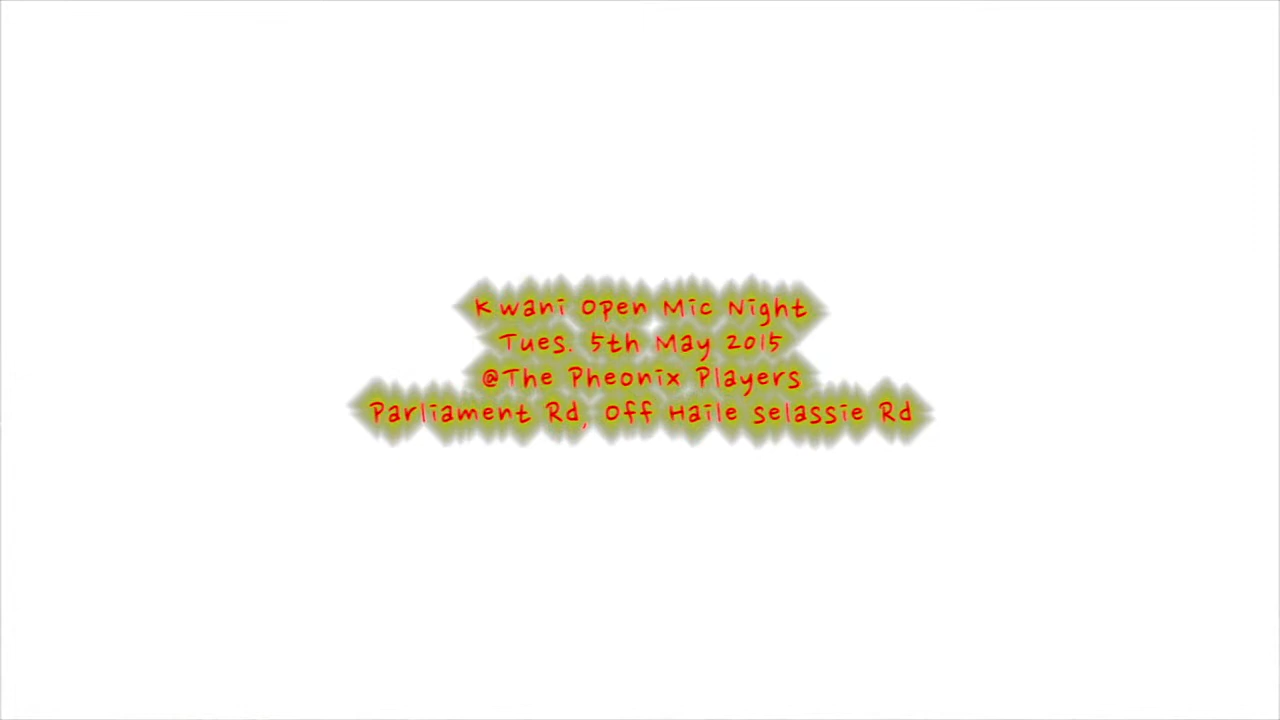 Kwani Open Mic Night
Tues. 5th May 2015
@The Pheonix Players
Parliament Rd, Off Haile Selassie Rd